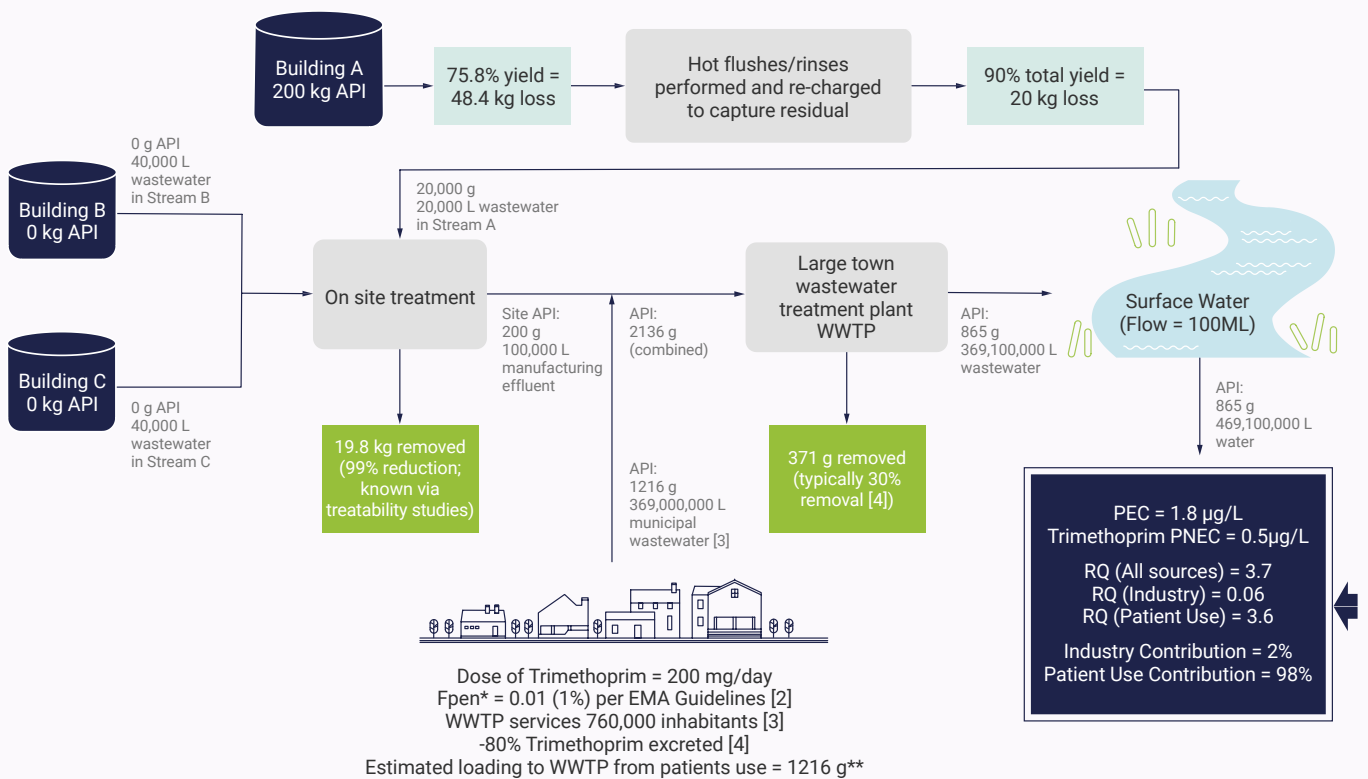 Building A
200 kg API
75.8% yield =
48.4 kg loss
Hot flushes/rinses
performed and re-charged
to capture residual
90% total yield =
20 kg loss
0 g API
40,000 L
wastewater
in Stream B
Building B
0 kg API
20,000 g
20,000 L wastewater
in Stream A
Building C
0 kg API
0 g API
40,000 L
wastewater
in Stream C
On site treatment
Site API:
200 g
100,000 L
manufacturing
effluent
19.8 kg removed
(99% reduction;
known via
treatability studies)
API:
2136 g
(combined)
API:
1216 g
369,000,000 L
municipal
wastewater [3]
Large town
wastewater
treatment plant
WWTP
371 g removed
(typically 30%
removal [4])
API:
865 g
369,100,000 L
wastewater
Surface Water
(Flow = 100ML)
API:
865 g
469,100,000 L
water
PEC = 1.8 µg/L
Trimethoprim PNEC = 0.5µg/L
RQ (All sources) = 3.7
RQ (Industry) = 0.06
RQ (Patient Use) = 3.6
Industry Contribution = 2%
Patient Use Contribution = 98%
Dose of Trimethoprim = 200 mg/day
Fpen* = 0.01 (1%) per EMA Guidelines [2]
WWTP services 760,000 inhabitants [3]
-80% Trimethoprim excreted [4]
Estimated loading to WWTP from patients use = 1216 g**